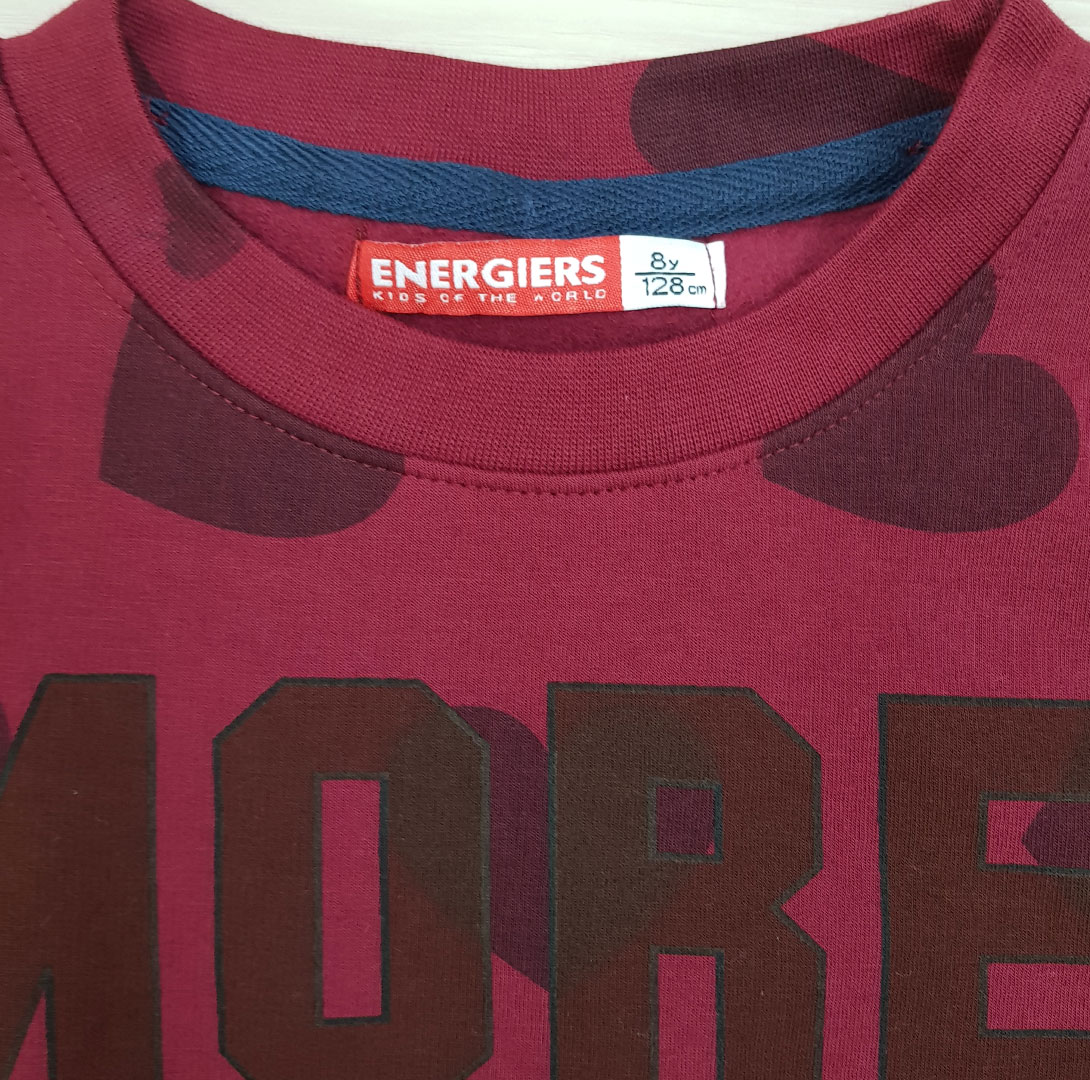 ENERGIERS
KIDS OF THE WORLD
8y
128 cm
MORE